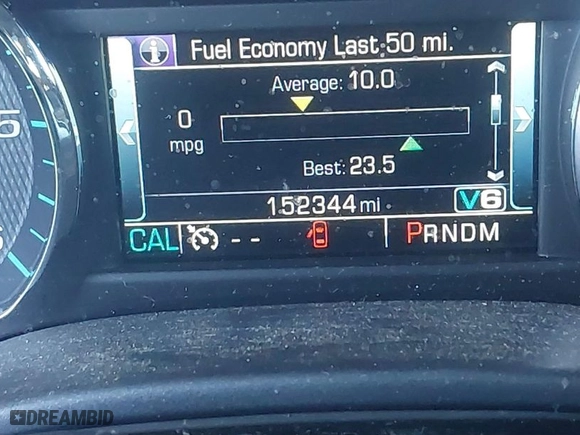 Fuel Economy Last 50 mi.
Average: 10.0
0
mpg
Best: 23.5
152344 mi
V6
CAL -- PRNDM
DREAMBID